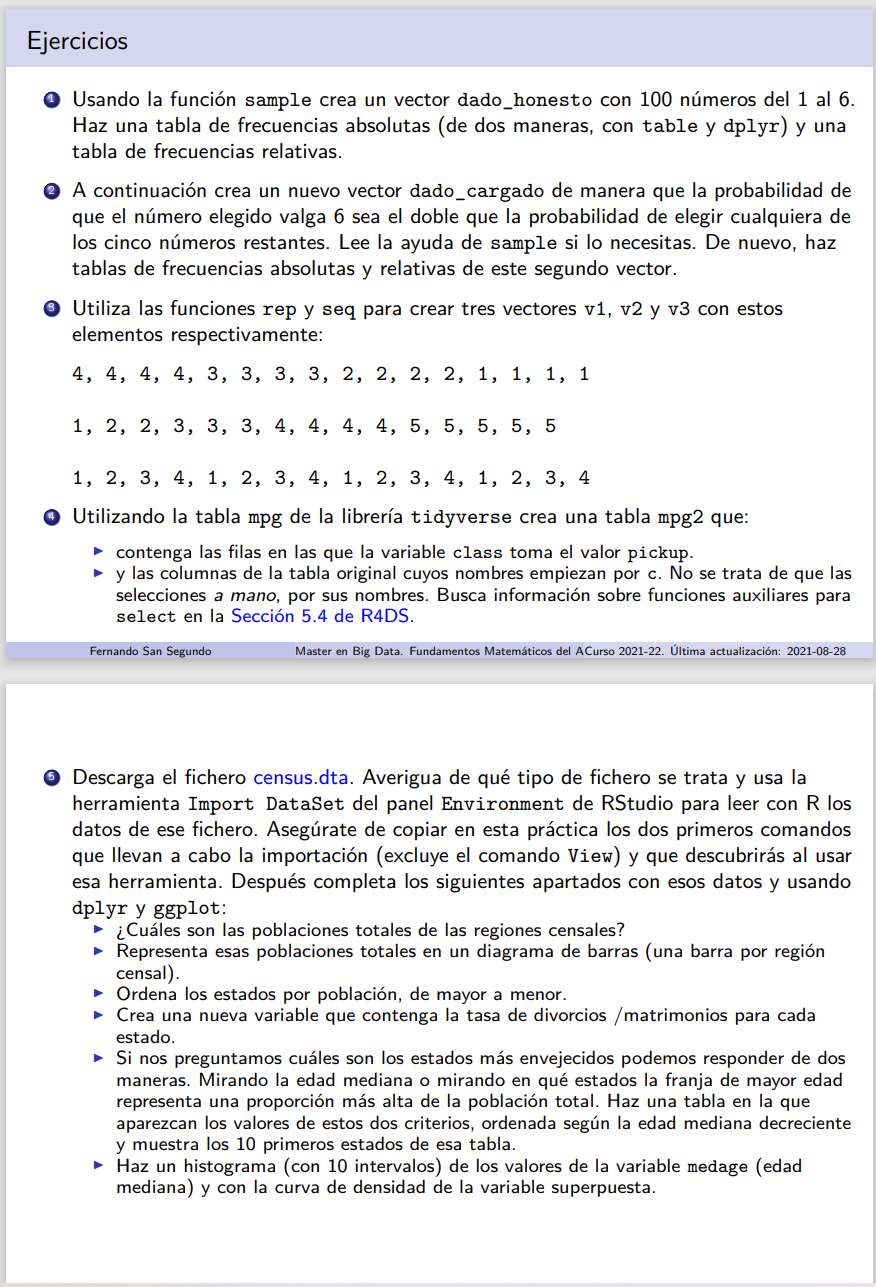 Ejercicios
1 Usando la función sample crea un vector dado_honesto con 100 números del 1 al 6.
Haz una tabla de frecuencias absolutas (de dos maneras, con table y dplyr) y una
tabla de frecuencias relativas.
2 A continuación crea un nuevo vector dado_cargado de manera que la probabilidad de
que el número elegido valga 6 sea el doble que la probabilidad de elegir cualquiera de
los cinco números restantes. Lee la ayuda de sample si lo necesitas. De nuevo, haz
tablas de frecuencias absolutas y relativas de este segundo vector.
3 Utiliza las funciones rep y seq para crear tres vectores v1, v2 y v3 con estos
elementos respectivamente:
4, 4, 4, 4, 3, 3, 3, 3, 2, 2, 2, 2, 1, 1, 1, 1
1, 2, 2, 3, 3, 3, 4, 4, 4, 4, 5, 5, 5, 5, 5
1, 2, 3, 4, 1, 2, 3, 4, 1, 2, 3, 4, 1, 2, 3, 4
4 Utilizando la tabla mpg de la librería tidyverse crea una tabla mpg2 que:
▶ contenga las filas en las que la variable class toma el valor pickup.
▶ y las columnas de la tabla original cuyos nombres empiezan por c. No se trata de que las
selecciones a mano, por sus nombres. Busca información sobre funciones auxiliares para
select en la Sección 5.4 de R4DS.
Fernando San Segundo Master en Big Data. Fundamentos Matemáticos del ACurso 2021-22. Última actualización: 2021-08-28
5 Descarga el fichero census.dta. Averigua de qué tipo de fichero se trata y usa la
herramienta Import DataSet del panel Environment de RStudio para leer con R los
datos de ese fichero. Asegúrate de copiar en esta práctica los dos primeros comandos
que llevan a cabo la importación (excluye el comando View) y que descubrirás al usar
esa herramienta. Después completa los siguientes apartados con esos datos y usando
dplyr y ggplot:
▶ ¿Cuáles son las poblaciones totales de las regiones censales?
▶ Representa esas poblaciones totales en un diagrama de barras (una barra por región
censal).
▶ Ordena los estados por población, de mayor a menor.
▶ Crea una nueva variable que contenga la tasa de divorcios /matrimonios para cada
estado.
▶ Si nos preguntamos cuáles son los estados más envejecidos podemos responder de dos
maneras. Mirando la edad mediana o mirando en qué estados la franja de mayor edad
representa una proporción más alta de la población total. Haz una tabla en la que
aparezcan los valores de estos dos criterios, ordenada según la edad mediana decreciente
y muestra los 10 primeros estados de esa tabla.
▶ Haz un histograma (con 10 intervalos) de los valores de la variable medage (edad
mediana) y con la curva de densidad de la variable superpuesta.